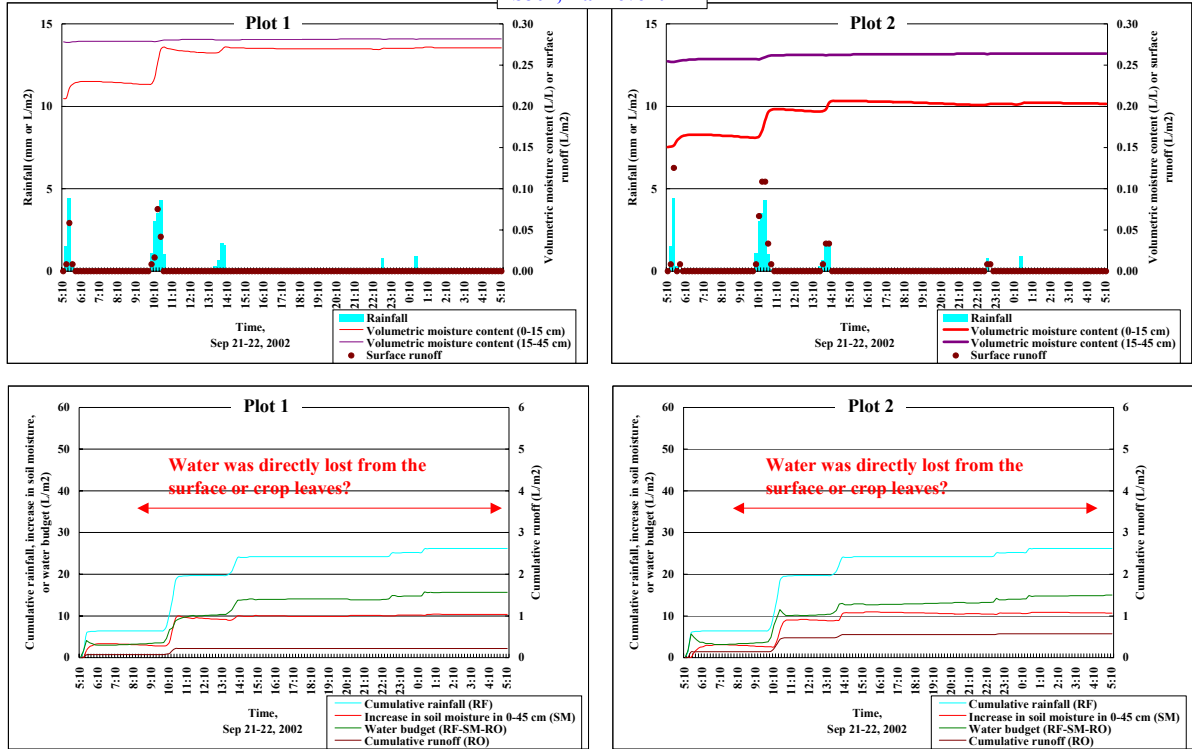 Plot 1
15
10
5
0
0.30
0.25
0.20
0.15
0.10
0.05
0.00
Rainfall (mm or L/m2)
Volumetric moisture content (L/L) or surface
runoff (L/m2)
5:10 6:10 7:10 8:10 9:10 10:10 11:10 12:10 13:10 14:10 15:10 16:10 17:10 18:10 19:10 20:10 21:10 22:10 23:10 0:10 1:10 2:10 3:10 4:10 5:10
Time,
Sep 21-22, 2002
Rainfall
Volumetric moisture content (0-15 cm)
Volumetric moisture content (15-45 cm)
Surface runoff
Plot 2
15
10
5
0
0.30
0.25
0.20
0.15
0.10
0.05
0.00
Rainfall (mm or L/m2)
Volumetric moisture content (L/L) or surface
runoff (L/m2)
5:10 6:10 7:10 8:10 9:10 10:10 11:10 12:10 13:10 14:10 15:10 16:10 17:10 18:10 19:10 20:10 21:10 22:10 23:10 0:10 1:10 2:10 3:10 4:10 5:10
Time,
Sep 21-22, 2002
Rainfall
Volumetric moisture content (0-15 cm)
Volumetric moisture content (15-45 cm)
Surface runoff
Plot 1
60
50
40
30
20
10
0
6
5
4
3
2
1
0
Cumulative rainfall, increase in soil moisture,
or water budget (L/m2)
Cumulative runoff (L/m2)
Water was directly lost from the
surface or crop leaves?
5:10 6:10 7:10 8:10 9:10 10:10 11:10 12:10 13:10 14:10 15:10 16:10 17:10 18:10 19:10 20:10 21:10 22:10 23:10 0:10 1:10 2:10 3:10 4:10 5:10
Time,
Sep 21-22, 2002
Cumulative rainfall (RF)
Increase in soil moisture in 0-45 cm (SM)
Water budget (RF-SM-RO)
Cumulative runoff (RO)
Plot 2
60
50
40
30
20
10
0
6
5
4
3
2
1
0
Cumulative rainfall, increase in soil moisture,
or water budget (L/m2)
Cumulative runoff (L/m2)
Water was directly lost from the
surface or crop leaves?
5:10 6:10 7:10 8:10 9:10 10:10 11:10 12:10 13:10 14:10 15:10 16:10 17:10 18:10 19:10 20:10 21:10 22:10 23:10 0:10 1:10 2:10 3:10 4:10 5:10
Time,
Sep 21-22, 2002
Cumulative rainfall (RF)
Increase in soil moisture in 0-45 cm (SM)
Water budget (RF-SM-RO)
Cumulative runoff (RO)